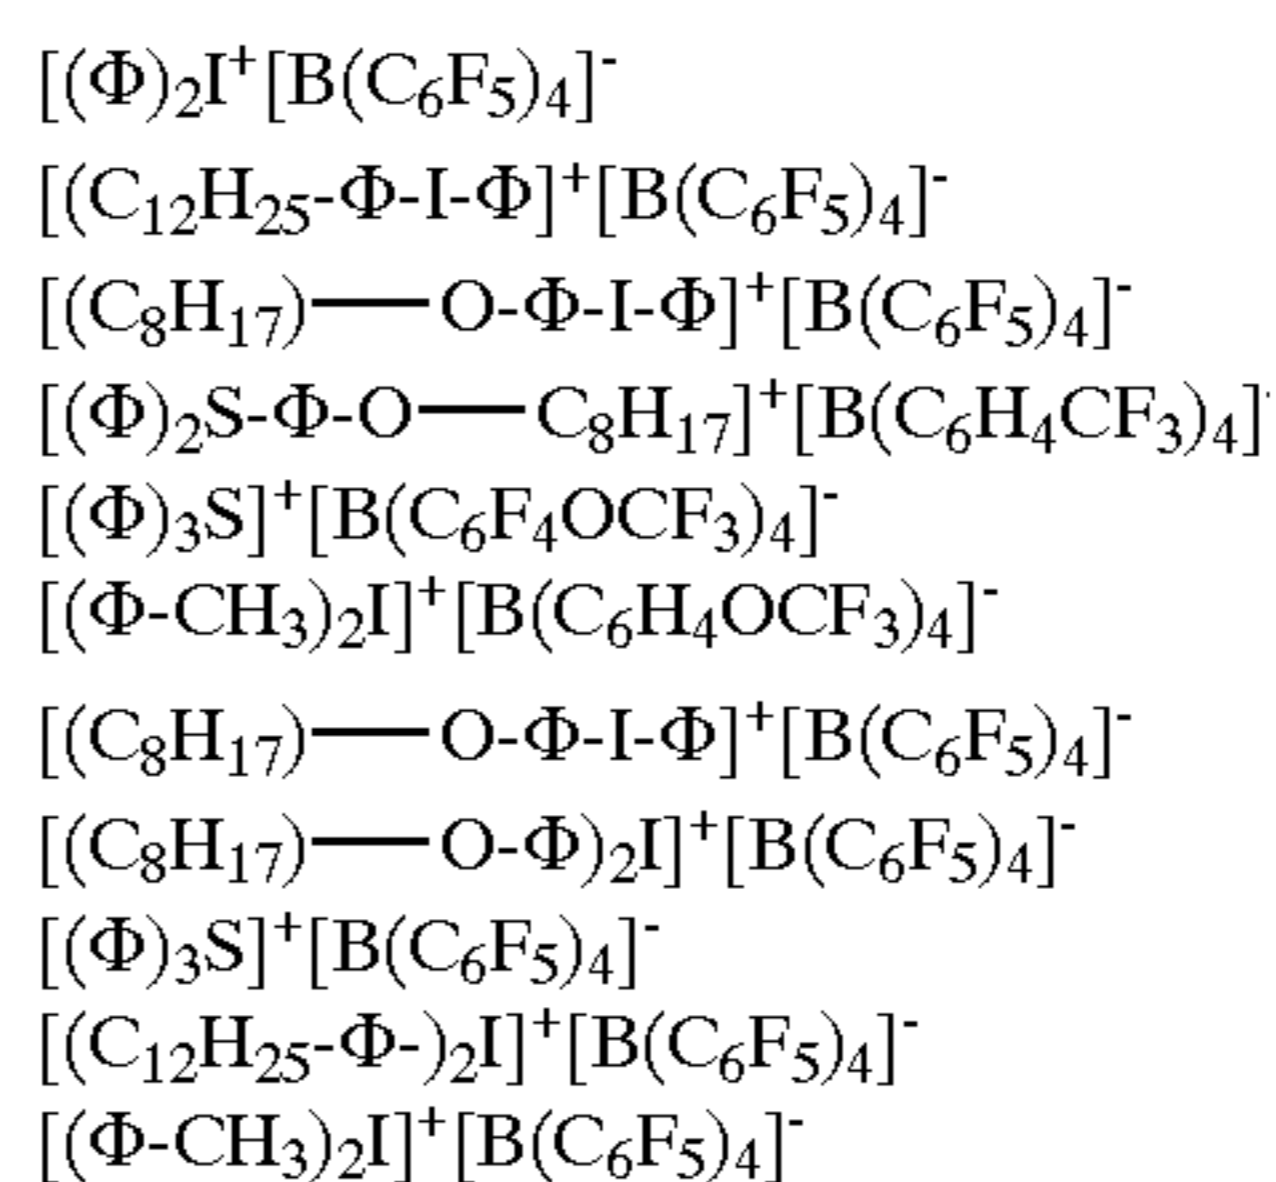 [(Φ)₂I⁺[B(C₆F₅)₄]⁻
[(C₁₂H₂₅-Φ-I-Φ]⁺[B(C₆F₅)₄]⁻
[(C₈H₁₇)—O-Φ-I-Φ]⁺[B(C₆F₅)₄]⁻
[(Φ)₂S-Φ-O—C₈H₁₇]⁺[B(C₆H₄CF₃)₄]⁻
[(Φ)₃S]⁺[B(C₆F₄OCF₃)₄]⁻
[(Φ-CH₃)₂I]⁺[B(C₆H₄OCF₃)₄]⁻
[(C₈H₁₇)—O-Φ-I-Φ]⁺[B(C₆F₅)₄]⁻
[(C₈H₁₇)—O-Φ)₂I]⁺[B(C₆F₅)₄]⁻
[(Φ)₃S]⁺[B(C₆F₅)₄]⁻
[(C₁₂H₂₅-Φ-)₂I]⁺[B(C₆F₅)₄]⁻
[(Φ-CH₃)₂I]⁺[B(C₆F₅)₄]⁻